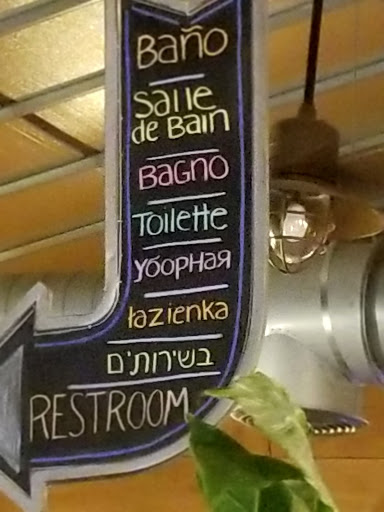 Baño
Salle
de Bain
BAGNO
Toilette
уборная
łazienka
בשירותים
RESTROOM